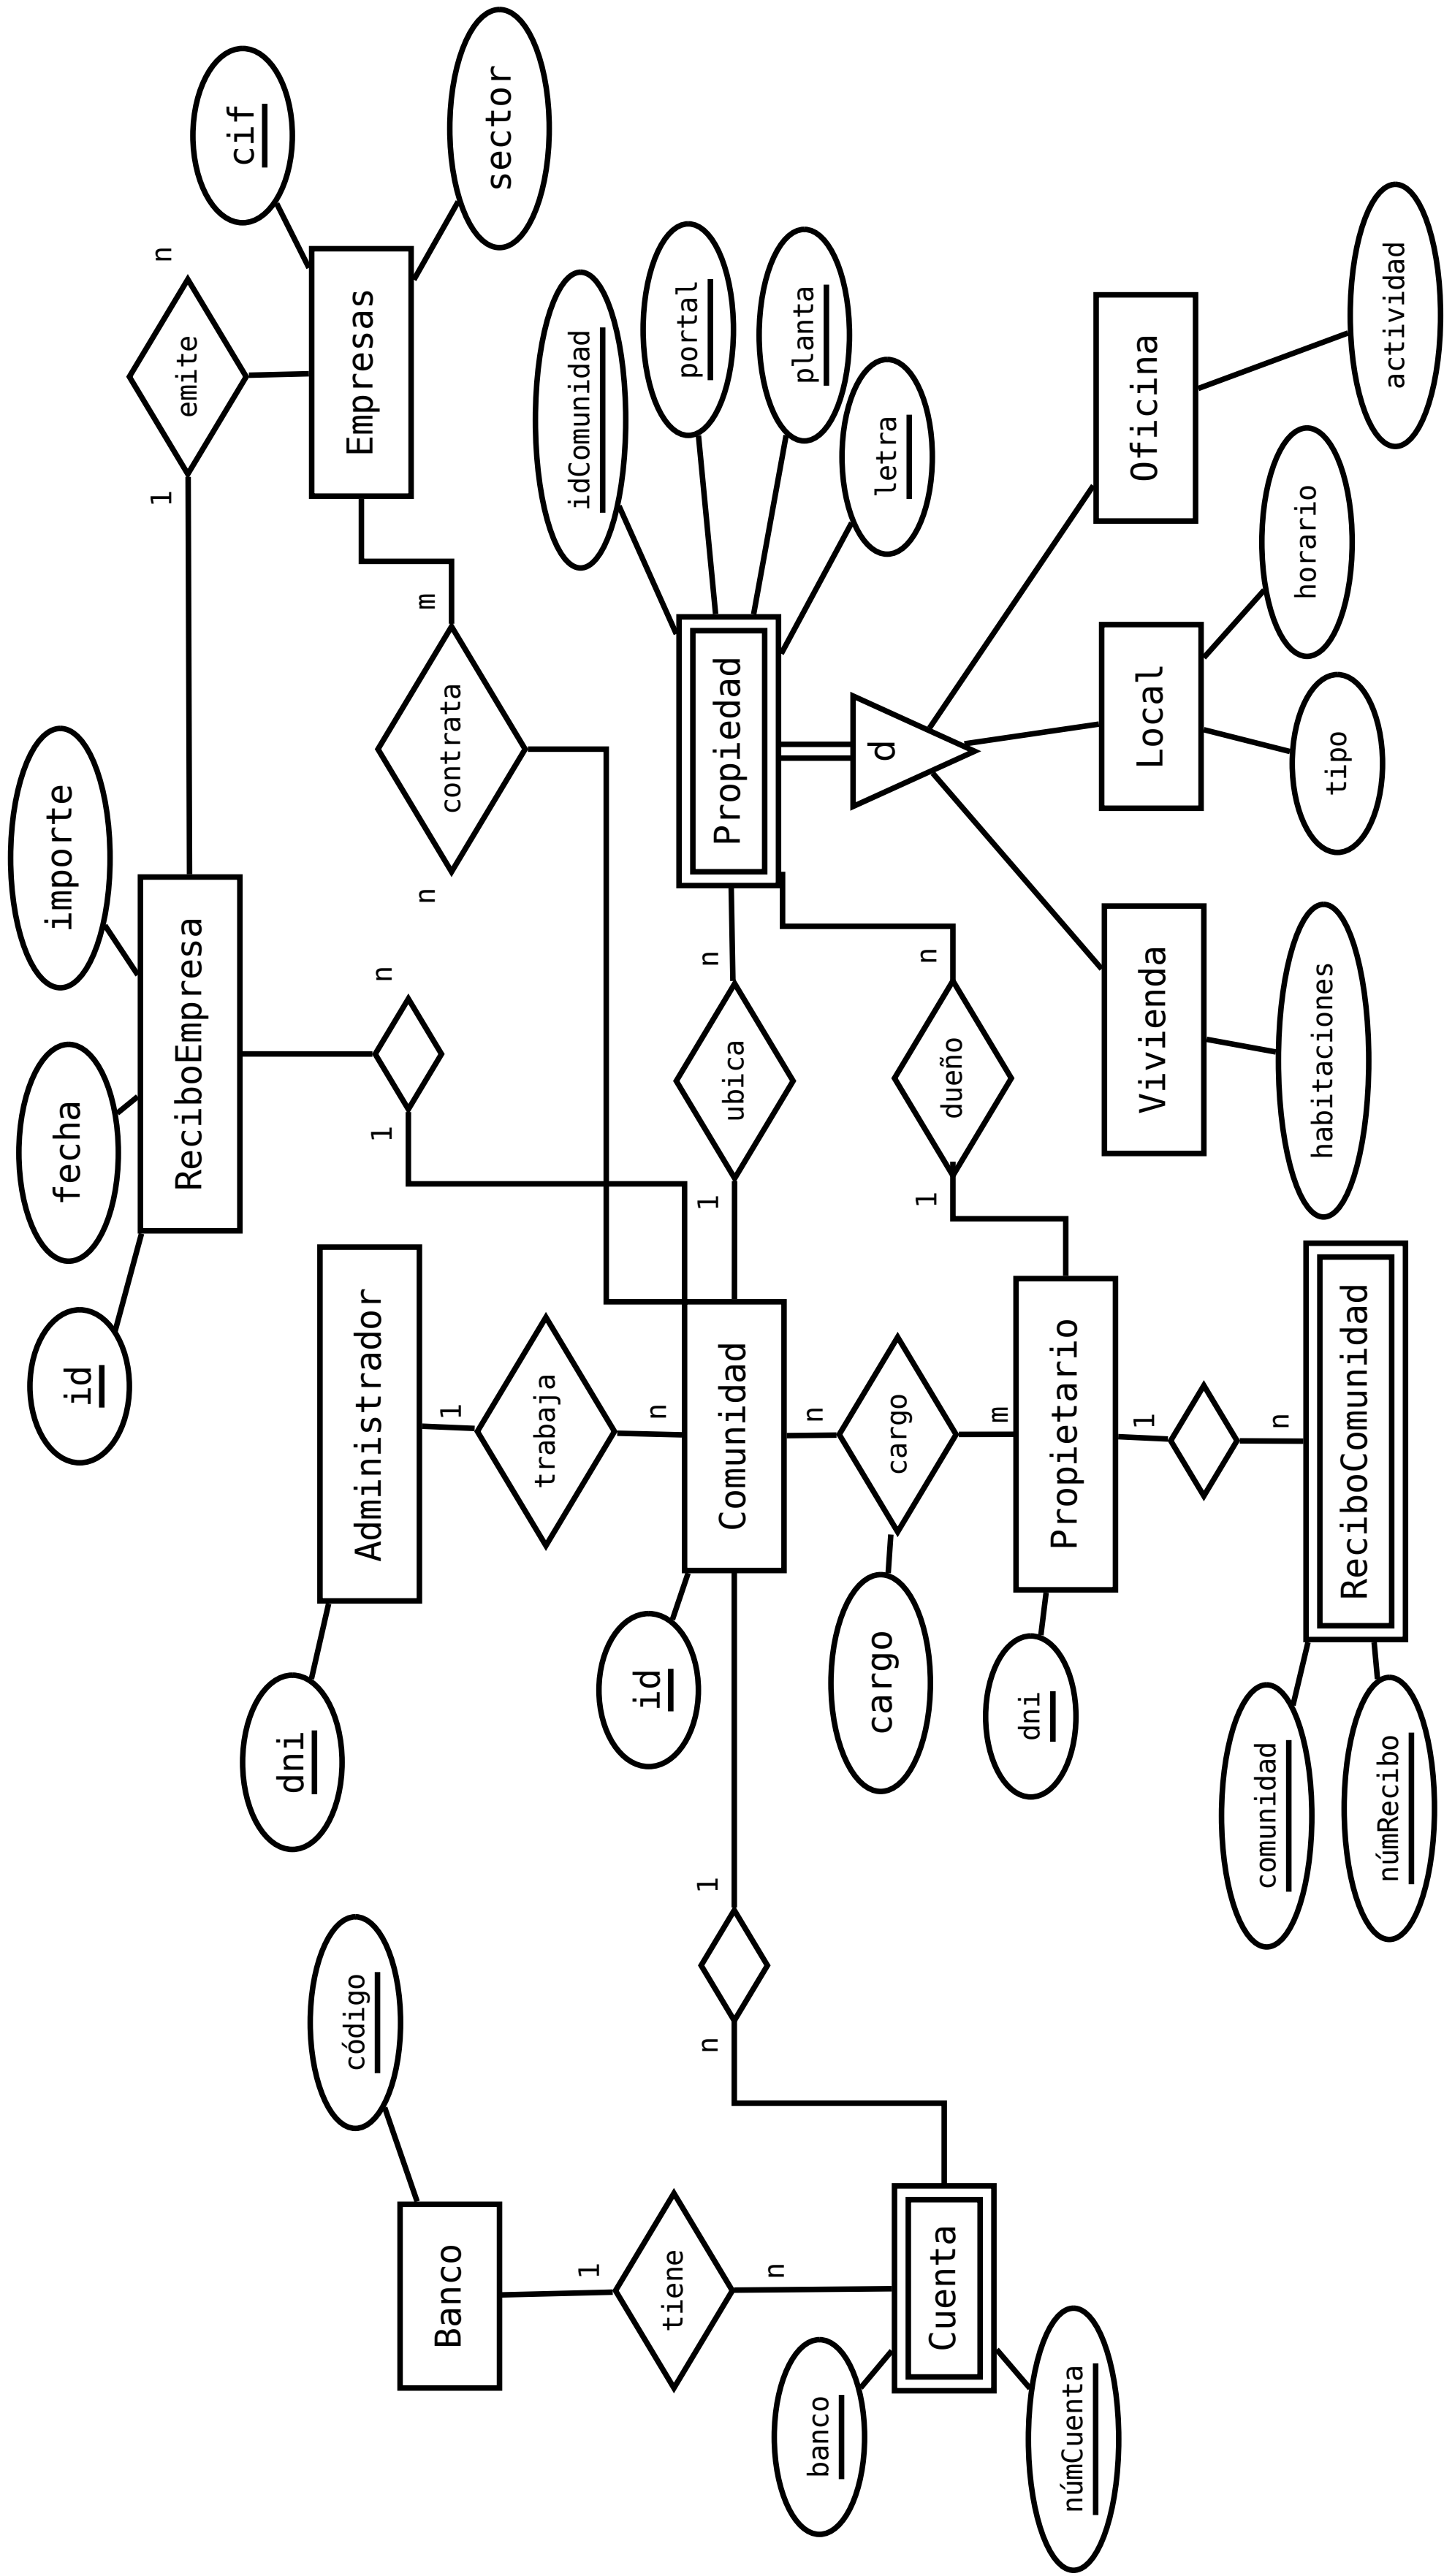 id
fecha
importe
1
n
ReciboEmpresa
emite
cif
dni
código
Administrador
Empresas
1
n
n
m
Banco
1
contrata
sector
trabaja
idComunidad
1
id
n
tiene
portal
n
1
1
n
Comunidad
ubica
Propiedad
n
planta
banco
n
cargo
cargo
d
letra
1
n
Cuenta
dueño
m
dni
Propietario
númCuenta
1
Vivienda
Local
Oficina
comunidad
n
horario
habitaciones
tipo
ReciboComunidad
númRecibo
actividad